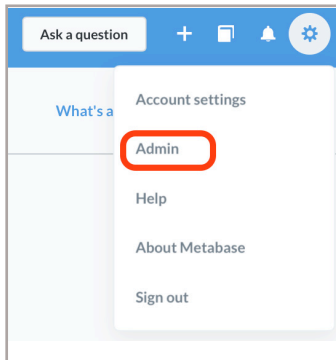 Ask a question
What's a
Account settings
Admin
Help
About Metabase
Sign out